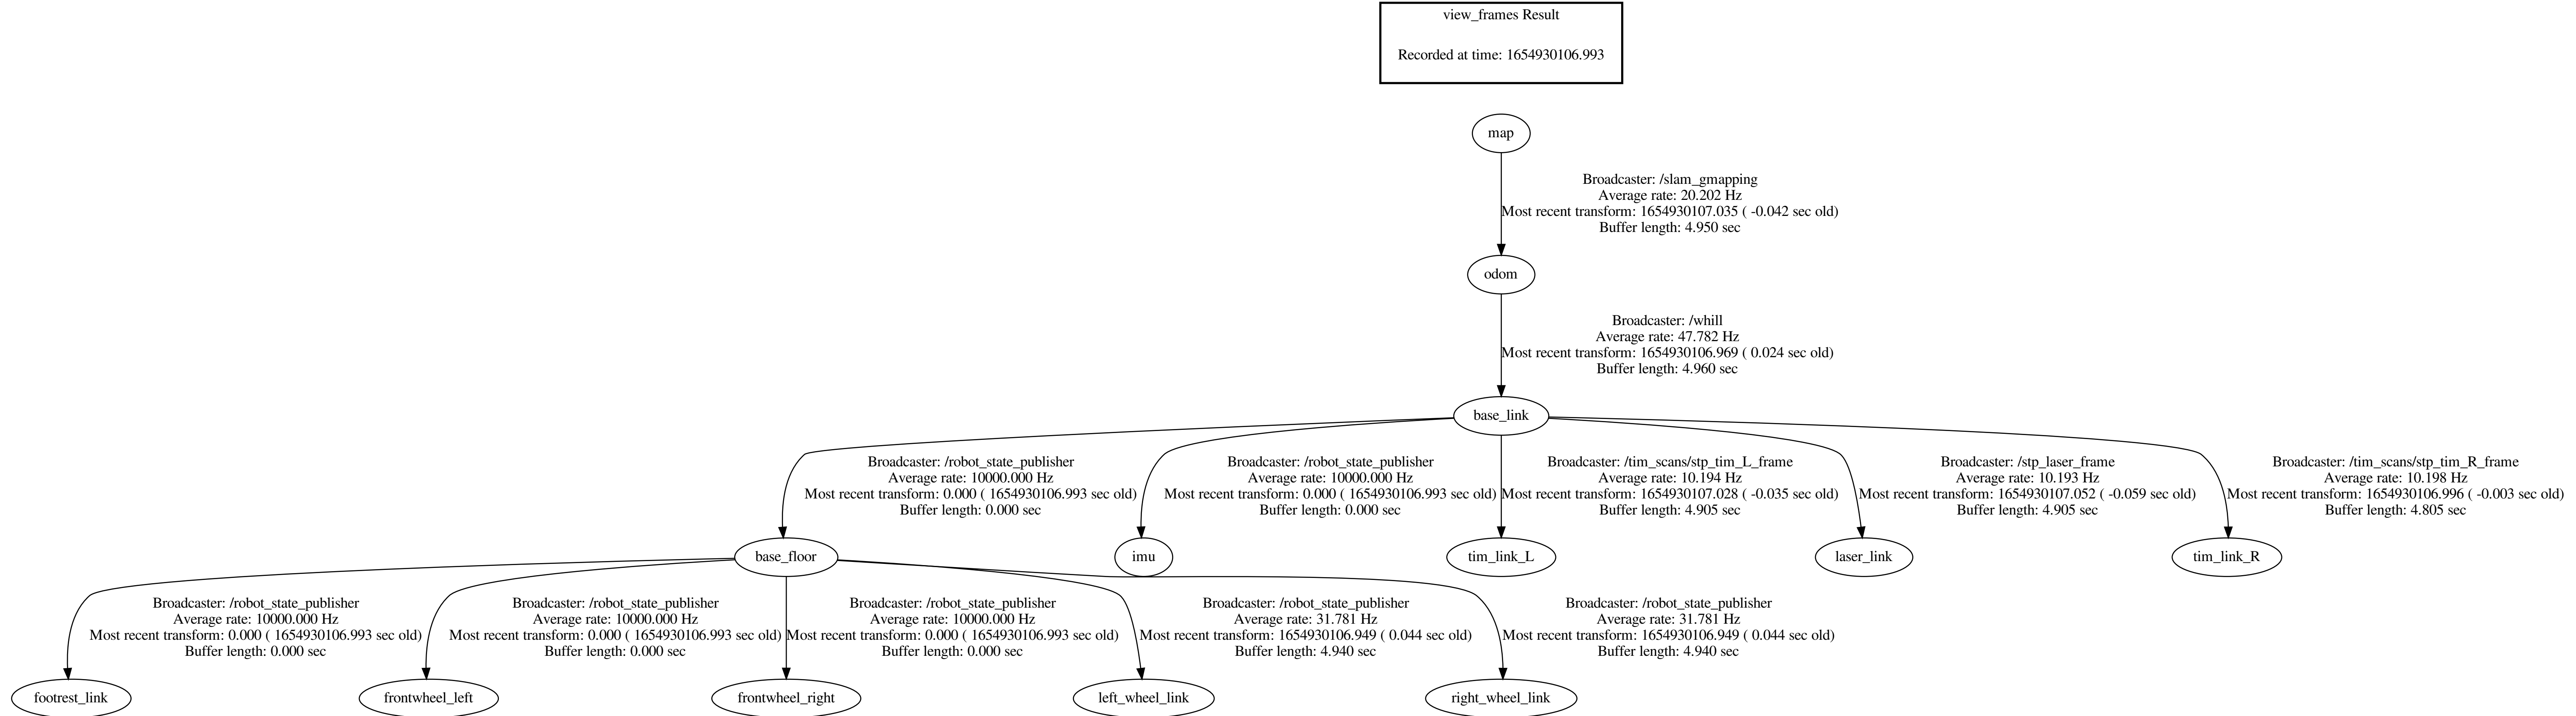 view_frames Result
Recorded at time: 1654930106.993
map
Broadcaster: /slam_gmapping
Average rate: 20.202 Hz
Most recent transform: 1654930107.035 ( -0.042 sec old)
Buffer length: 4.950 sec
odom
Broadcaster: /whill
Average rate: 47.782 Hz
Most recent transform: 1654930106.969 ( 0.024 sec old)
Buffer length: 4.960 sec
base_link
Broadcaster: /robot_state_publisher
Average rate: 10000.000 Hz
Most recent transform: 0.000 ( 1654930106.993 sec old)
Buffer length: 0.000 sec
Broadcaster: /robot_state_publisher
Average rate: 10000.000 Hz
Most recent transform: 0.000 ( 1654930106.993 sec old)
Buffer length: 0.000 sec
Broadcaster: /tim_scans/stp_tim_L_frame
Average rate: 10.194 Hz
Most recent transform: 1654930107.028 ( -0.035 sec old)
Buffer length: 4.905 sec
Broadcaster: /stp_laser_frame
Average rate: 10.193 Hz
Most recent transform: 1654930107.052 ( -0.059 sec old)
Buffer length: 4.905 sec
Broadcaster: /tim_scans/stp_tim_R_frame
Average rate: 10.198 Hz
Most recent transform: 1654930106.996 ( -0.003 sec old)
Buffer length: 4.805 sec
base_floor
imu
tim_link_L
laser_link
tim_link_R
Broadcaster: /robot_state_publisher
Average rate: 10000.000 Hz
Most recent transform: 0.000 ( 1654930106.993 sec old)
Buffer length: 0.000 sec
Broadcaster: /robot_state_publisher
Average rate: 10000.000 Hz
Most recent transform: 0.000 ( 1654930106.993 sec old)
Buffer length: 0.000 sec
Broadcaster: /robot_state_publisher
Average rate: 10000.000 Hz
Most recent transform: 0.000 ( 1654930106.993 sec old)
Buffer length: 0.000 sec
Broadcaster: /robot_state_publisher
Average rate: 31.781 Hz
Most recent transform: 1654930106.949 ( 0.044 sec old)
Buffer length: 4.940 sec
Broadcaster: /robot_state_publisher
Average rate: 31.781 Hz
Most recent transform: 1654930106.949 ( 0.044 sec old)
Buffer length: 4.940 sec
footrest_link
frontwheel_left
frontwheel_right
left_wheel_link
right_wheel_link